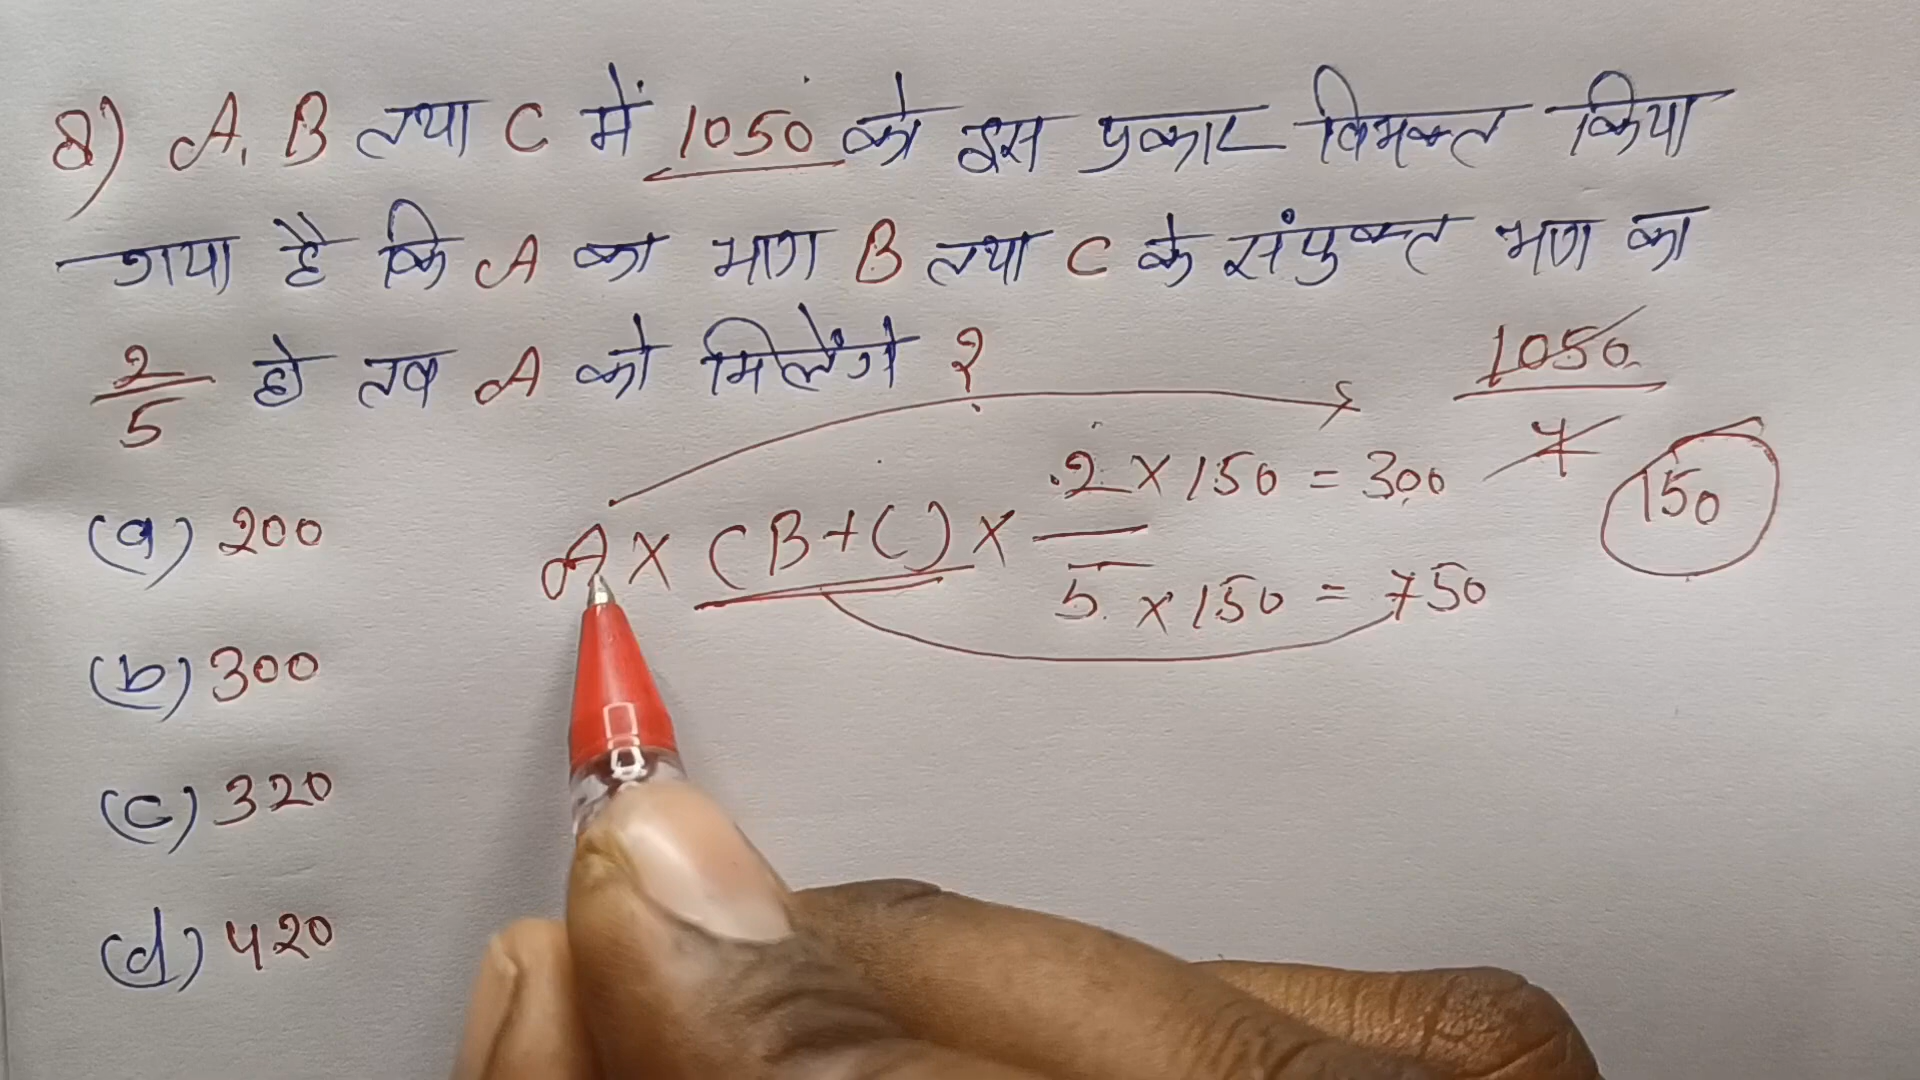 8) A, B तथा C में 1050 को इस प्रकार विभक्त किया
गया है कि A का भाग B तथा C के संयुक्त भाग का
2/5 हो तब A को मिलेंगे ?
1050
7
150
(a) 200
(b) 300
(c) 320
(d) 420
A × (B+C) × 2/5
2 × 150 = 300
5 × 150 = 750